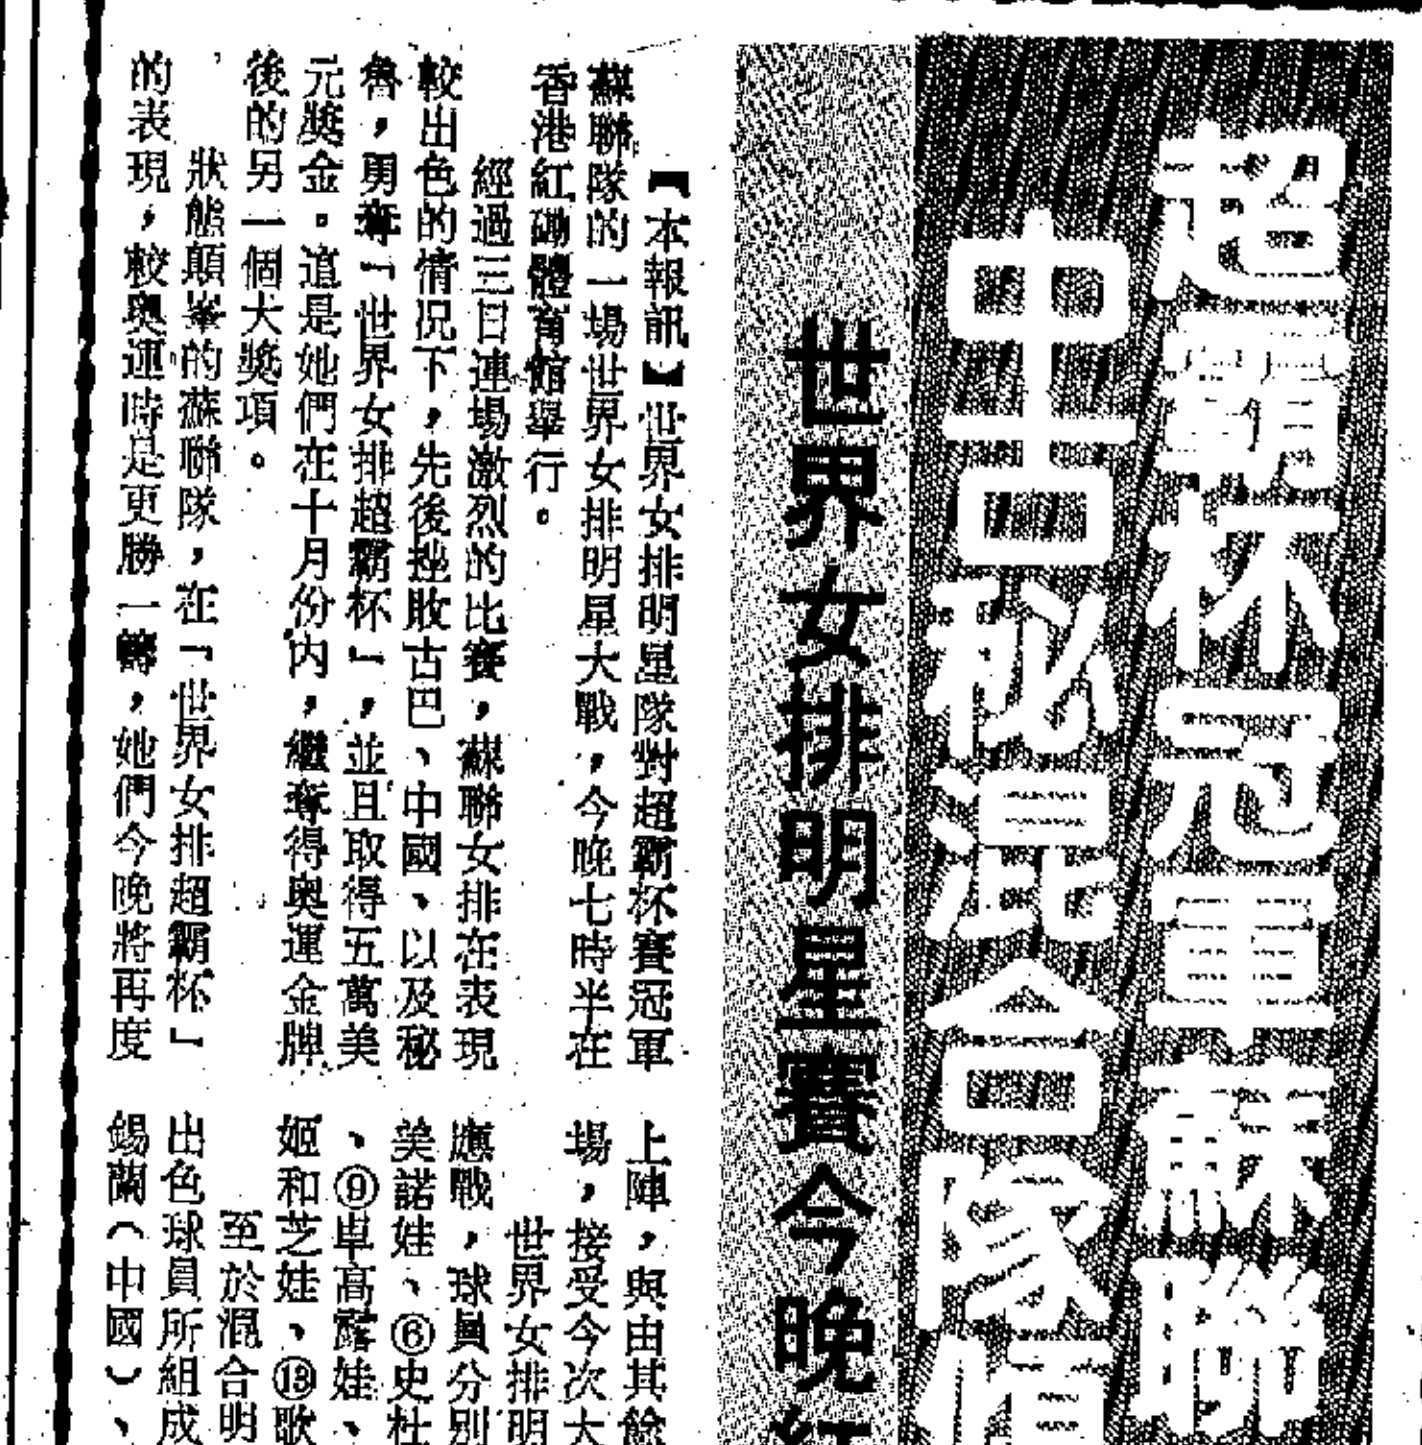 超霸杯冠軍蘇聯
中古秘混合隊
世界女排明星賽今晚紅
【本報訊】世界女排明星隊對超霸杯賽冠軍
蘇聯隊的一場世界女排明星大戰，今晚七時半在
香港紅磡體育館舉行。
經過三日連場激烈的比賽，蘇聯女排在表現
較出色的情况下，先後挫敗古巴、中國、以及秘
魯，勇奪「世界女排超霸杯」，並且取得五萬美
元獎金。這是她們在十月份內，繼奪得奥運金牌
後的另一個大獎項。
狀態顛峯的蘇聯隊，在「世界女排超霸杯」
的表現，較奥運時是更勝一籌，她們今晚將再度
上陣，與由其餘
場，接受今次大
世界女排明
應戰，球員分別
美諾娃、⑥史杜
、⑨卓高露娃、
姬和芝娃、⑬歌
至於混合明
出色球員所組成
錫蘭（中國）、